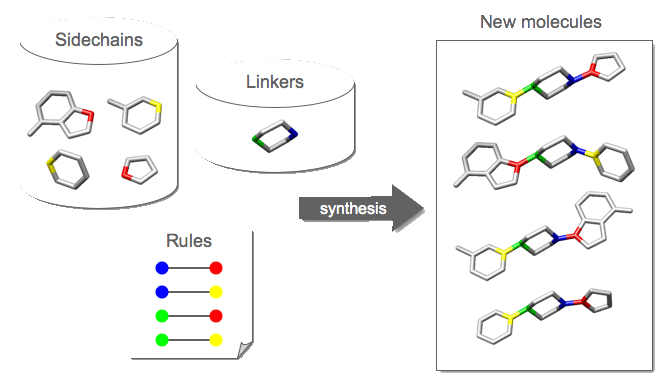 Sidechains
Linkers
New molecules
synthesis
Rules